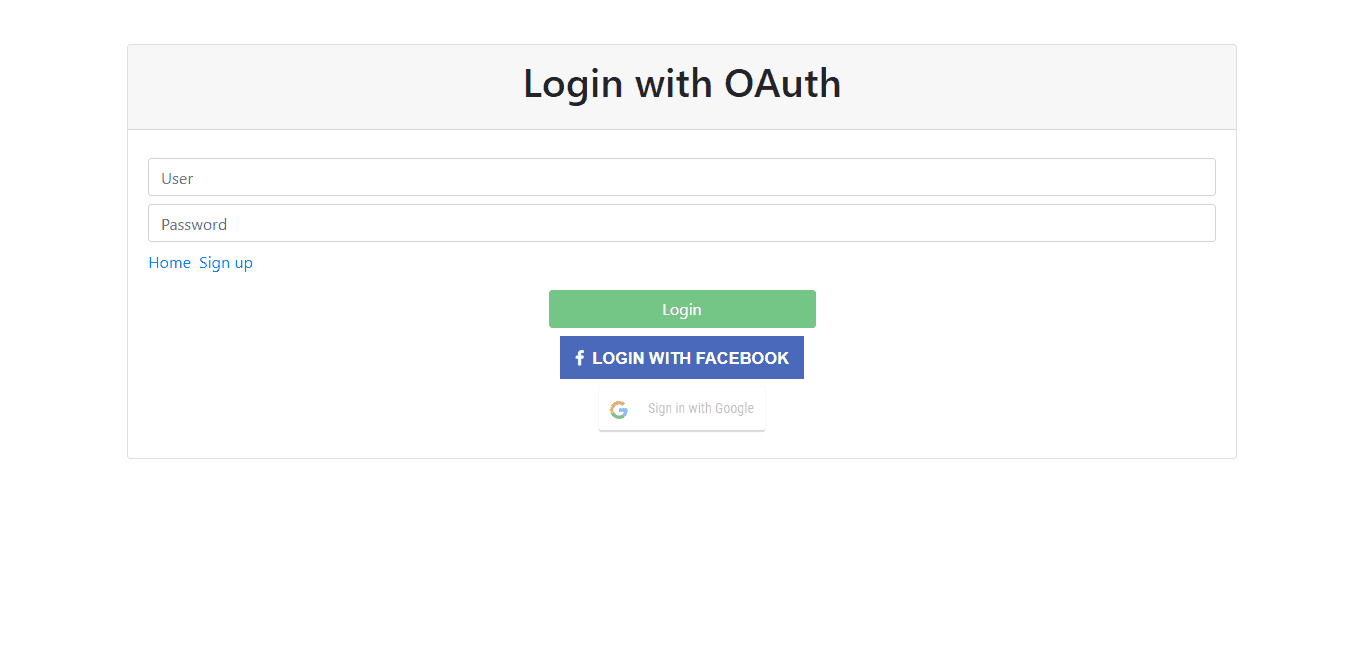 Login with OAuth
User
Password
Home Sign up
Login
LOGIN WITH FACEBOOK
Sign in with Google